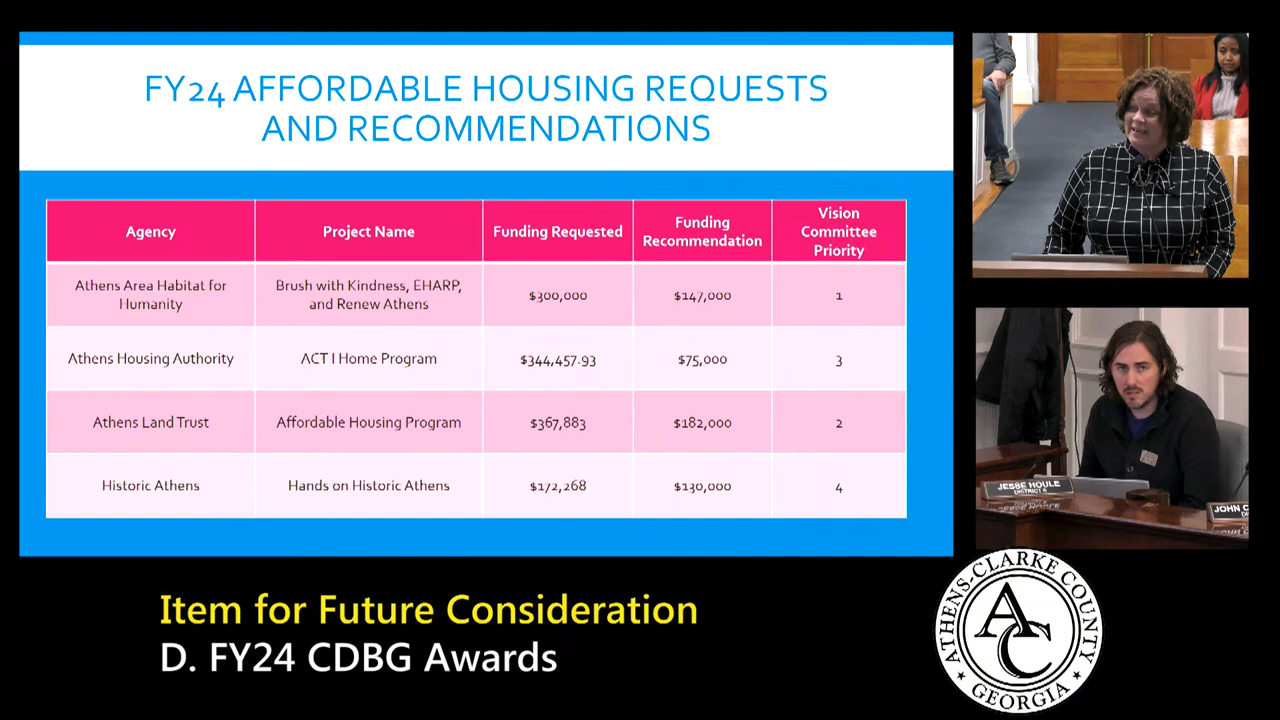 FY24 AFFORDABLE HOUSING REQUESTS
AND RECOMMENDATIONS
Agency
Project Name
Funding Requested
Funding
Recommendation
Vision
Committee
Priority
Athens Area Habitat for
Humanity
Brush with Kindness, EHARP,
and Renew Athens
$300,000
$147,000
1
Athens Housing Authority
ACT I Home Program
$344,457.93
$75,000
3
Athens Land Trust
Affordable Housing Program
$367,883
$182,000
2
Historic Athens
Hands on Historic Athens
$172,268
$130,000
4
JESSE HOULE
DISTRICT 6
JOHN C
Item for Future Consideration
D. FY24 CDBG Awards
ATHENS-CLARKE COUNTY
AC
GEORGIA